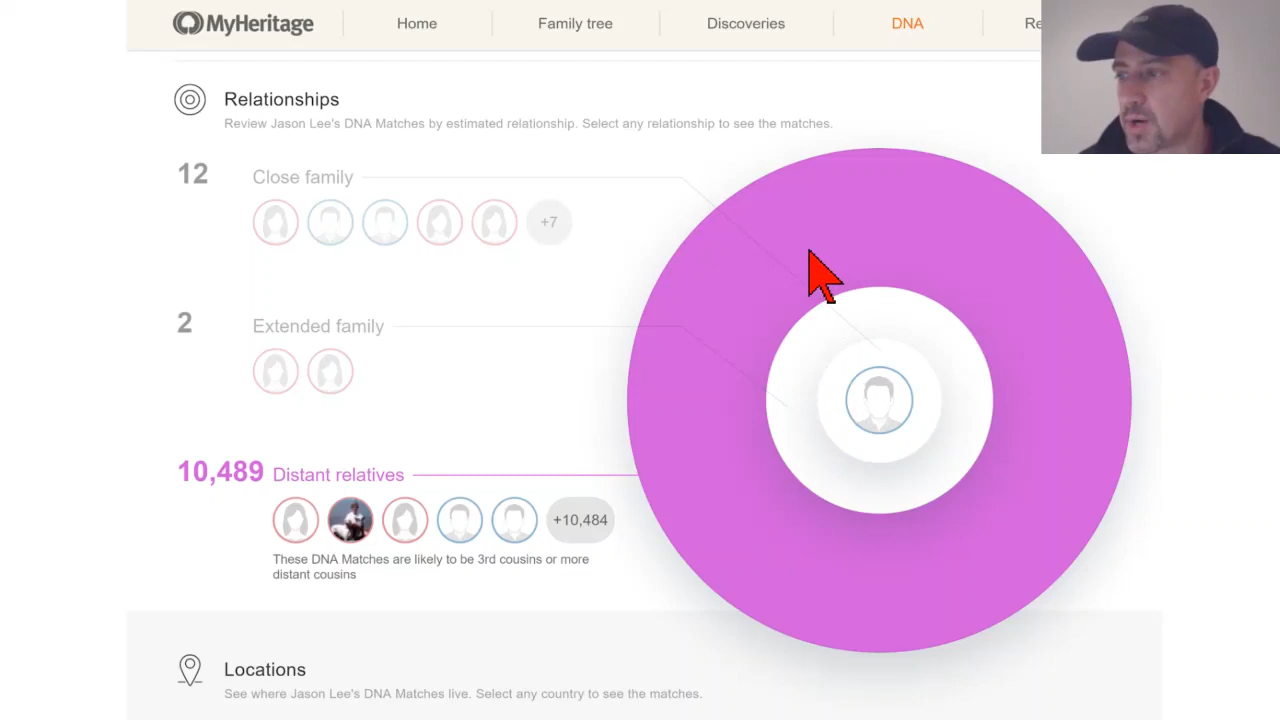 MyHeritage
Home
Family tree
Discoveries
DNA
Relationships
Review Jason Lee's DNA Matches by estimated relationship. Select any relationship to see the matches.
12
Close family
+7
2
Extended family
10,489
Distant relatives
+10,484
These DNA Matches are likely to be 3rd cousins or more
distant cousins
Locations
See where Jason Lee's DNA Matches live. Select any country to see the matches.